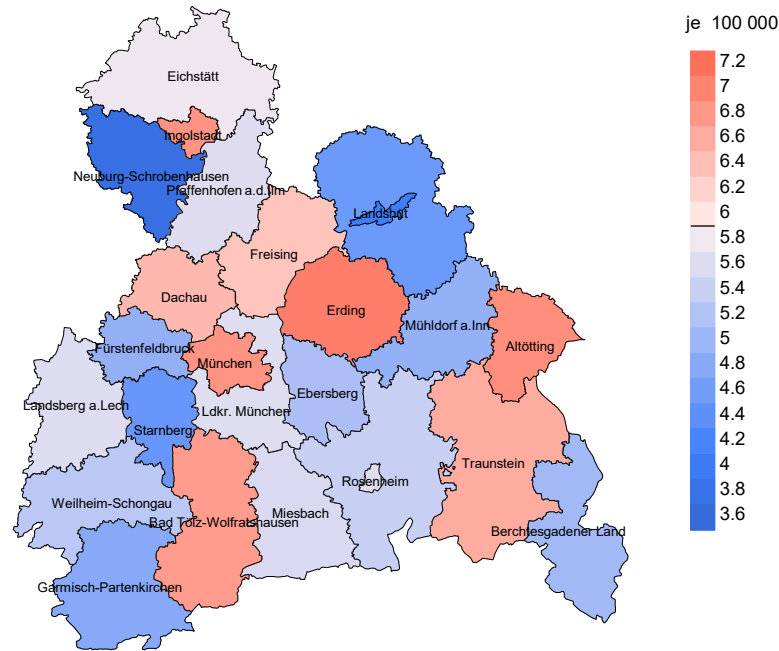 je 100 000
7.2
7
6.8
6.6
6.4
6.2
6
5.8
5.6
5.4
5.2
5
4.8
4.6
4.4
4.2
4
3.8
3.6
Eichstätt
Ingolstadt
Neuburg-Schrobenhausen
Pfaffenhofen a.d.Ilm
Landshut
Freising
Dachau
Erding
Mühldorf a.Inn
Fürstenfeldbruck
München
Altötting
Ebersberg
Landsberg a.Lech
Ldkr. München
Starnberg
Traunstein
Rosenheim
Weilheim-Schongau
Miesbach
Bad Tölz-Wolfratshausen
Berchtesgadener Land
Garmisch-Partenkirchen